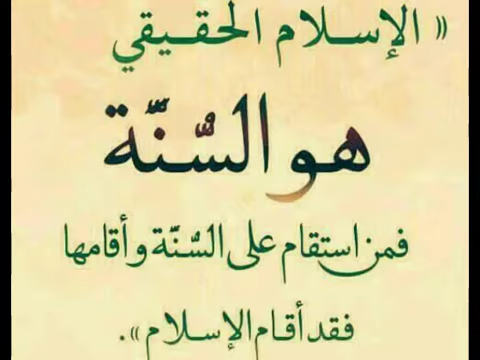 « الإسلام الحقيقي
هو السُّنَّة
فمن استقام على السُّنَّة وأقامها
فقد أقام الإسلام ».